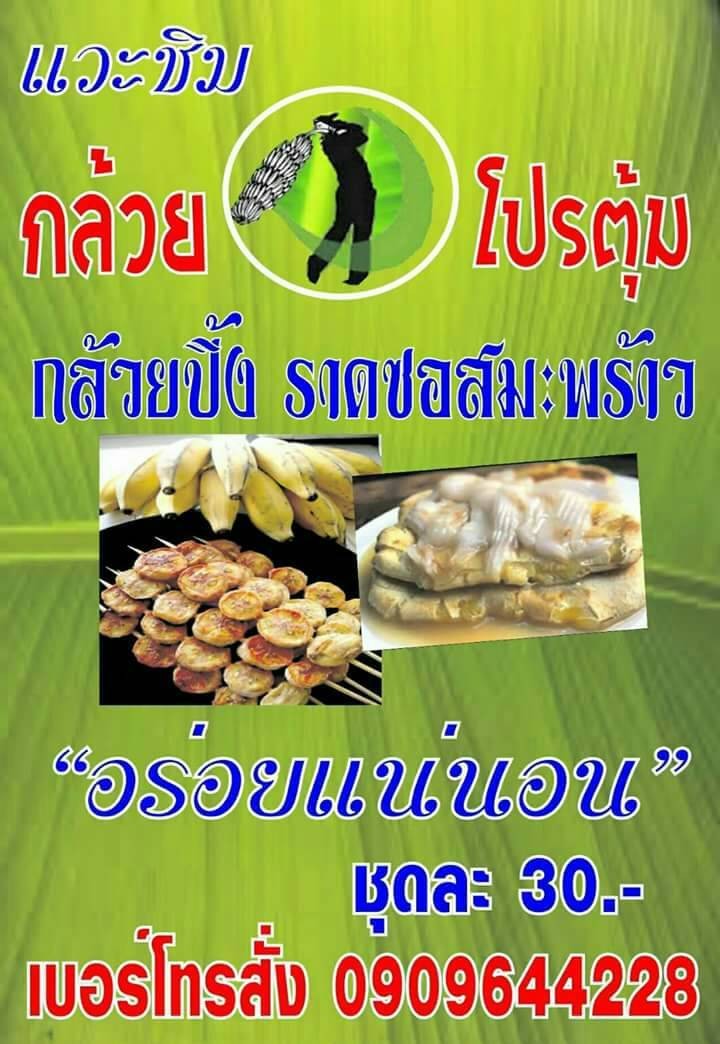 แวะชิม
กล้วย โปรตุ้ม
กล้วยปิ้ง ราดซอสมะพร้าว
“อร่อยแน่นอน”
ชุดละ 30.-
เบอร์โทรสั่ง 0909644228